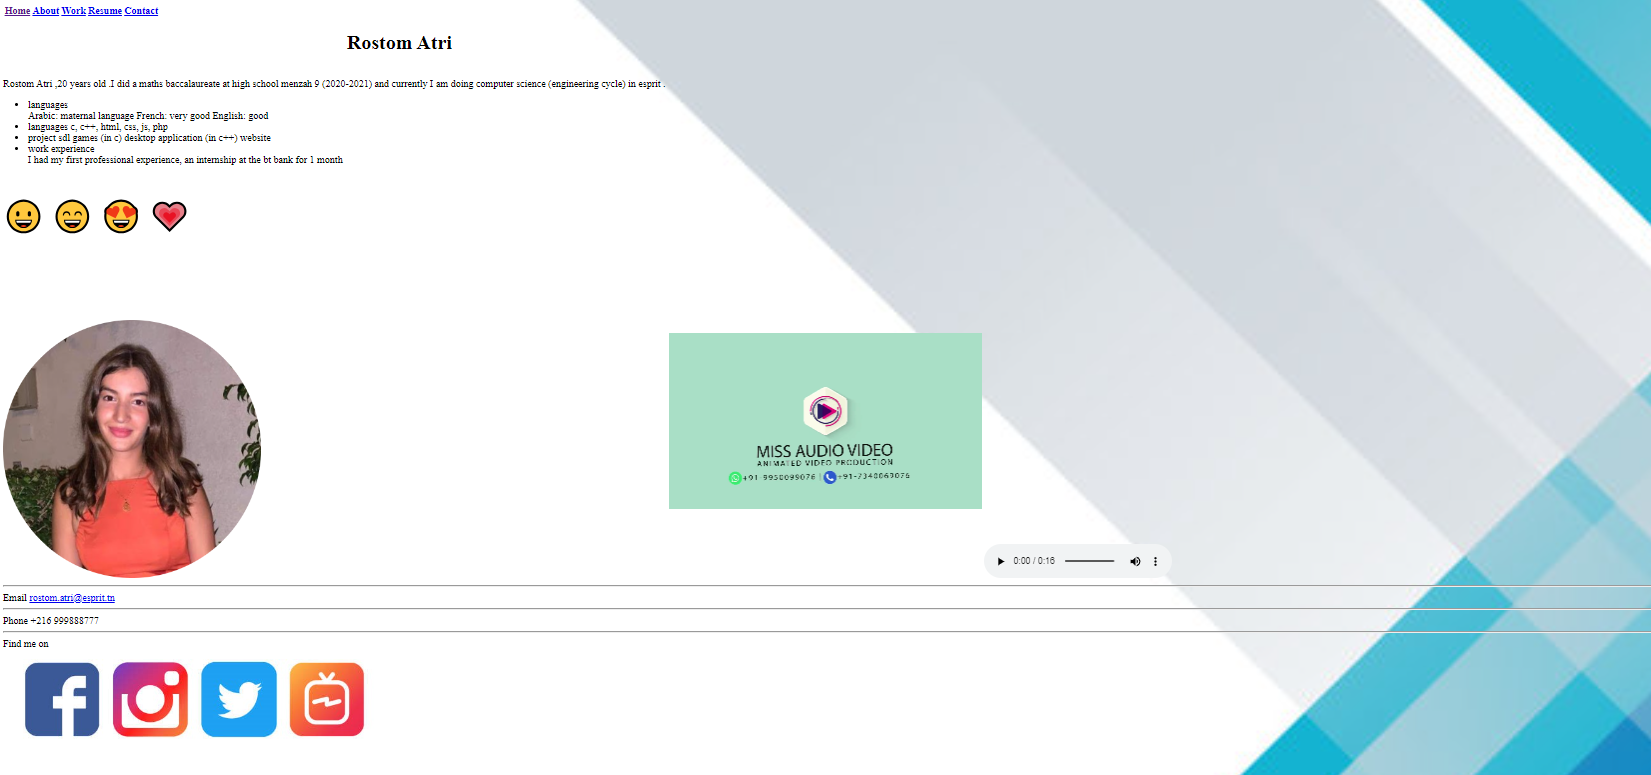 Home About Work Resume Contact
Rostom Atri
Rostom Atri ,20 years old .I did a maths baccalaureate at high school menzah 9 (2020-2021) and currently I am doing computer science (engineering cycle) in esprit .
languages
Arabic: maternal language French: very good English: good
languages c, c++, html, css, js, php
project sdl games (in c) desktop application (in c++) website
work experience
I had my first professional experience, an internship at the bt bank for 1 month
MISS AUDIO VIDEO
ANIMATED VIDEO PRODUCTION
+91-9950099076 | +91-7340069076
0:00 / 0:16
Email rostom.atri@esprit.tn
Phone +216 999888777
Find me on